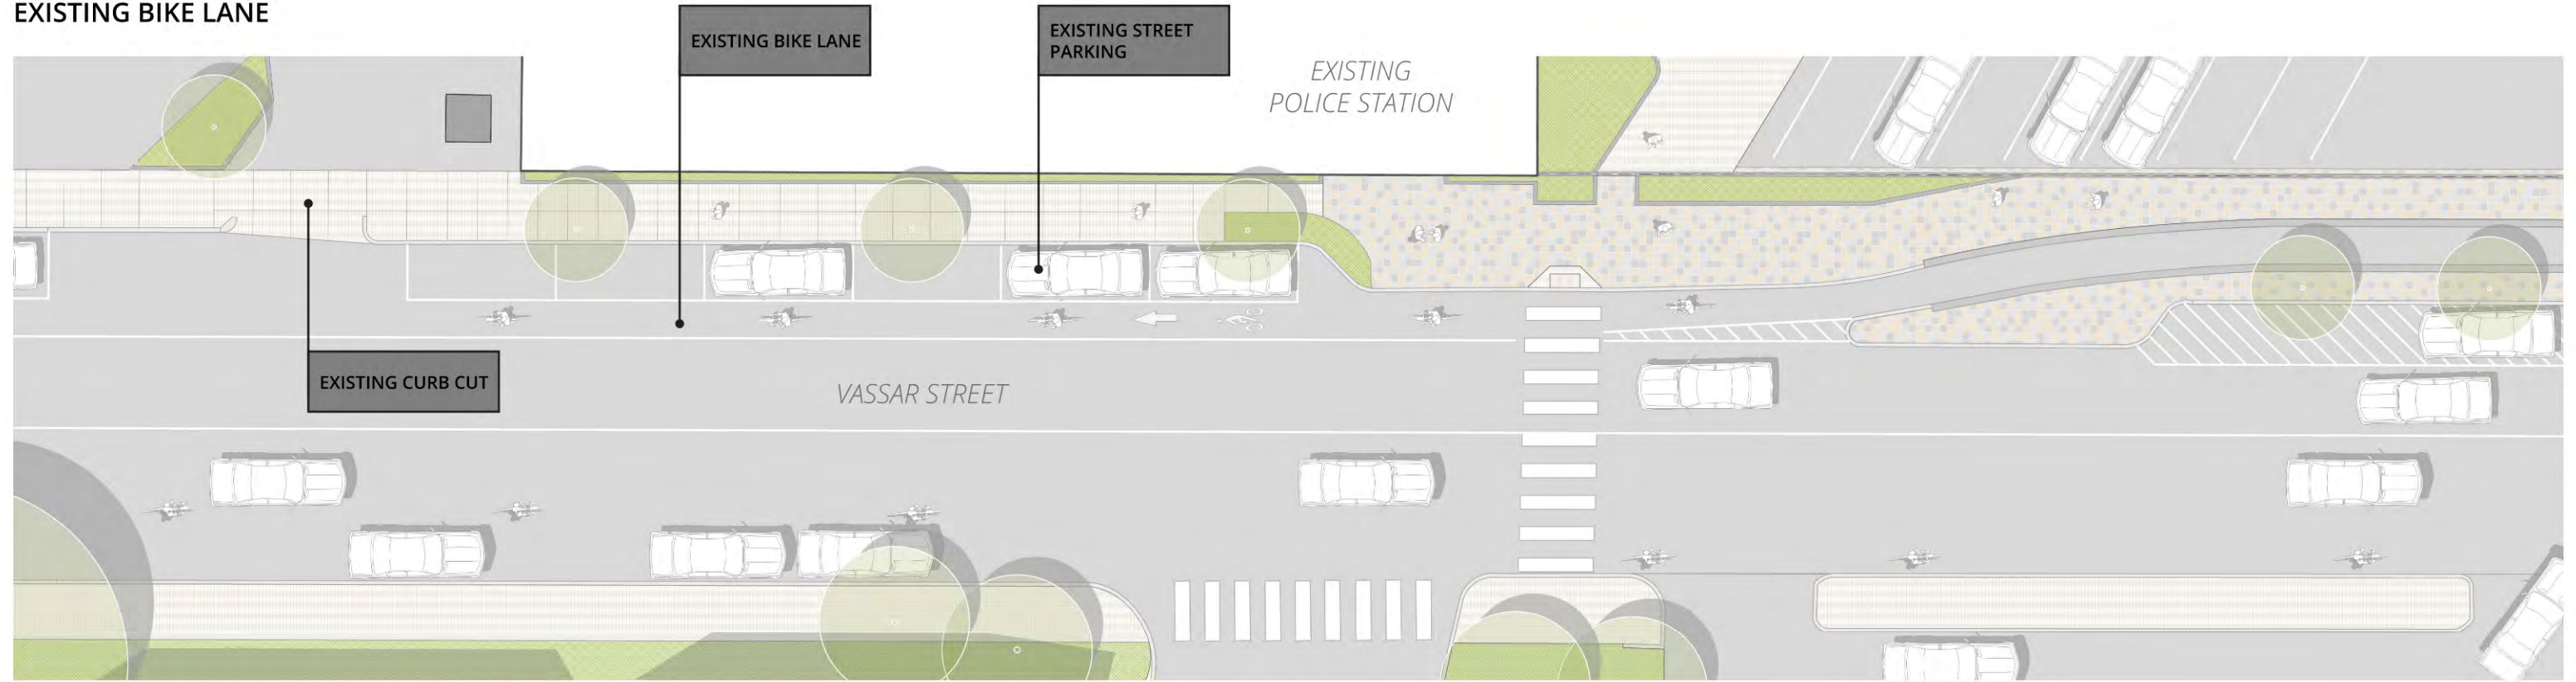 EXISTING BIKE LANE
EXISTING BIKE LANE
EXISTING STREET
PARKING
EXISTING
POLICE STATION
EXISTING CURB CUT
VASSAR STREET